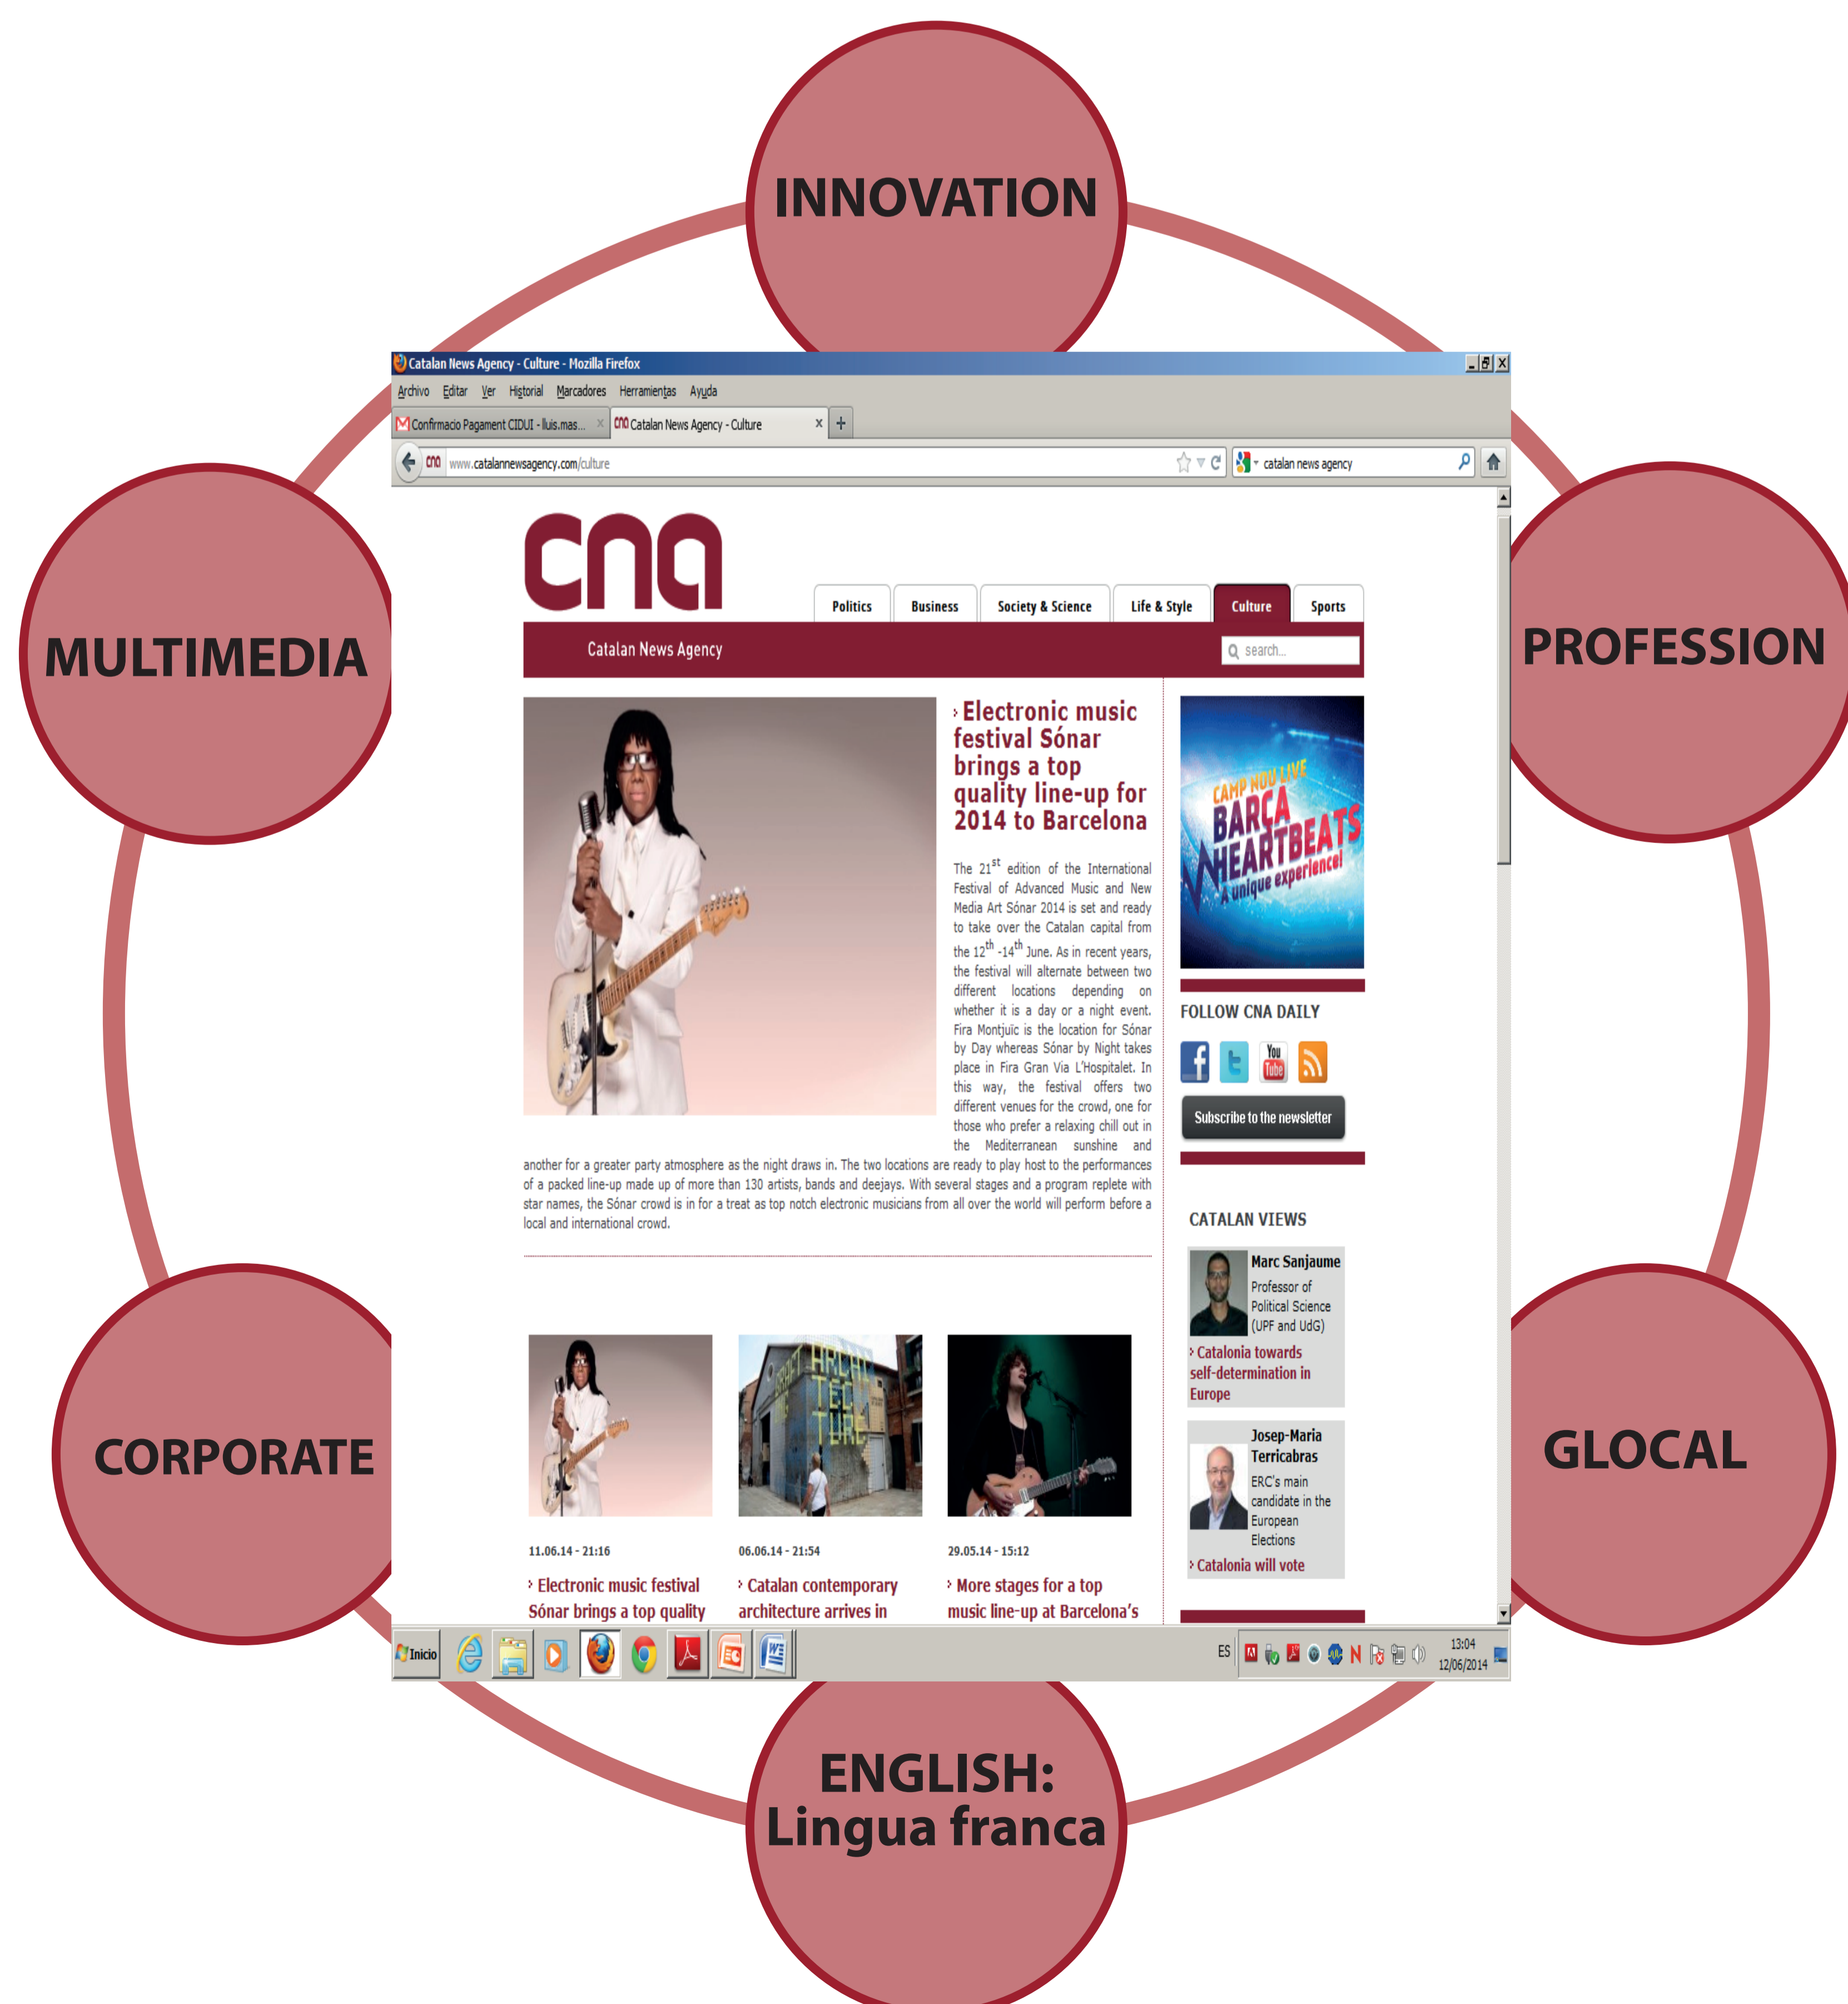 INNOVATION
MULTIMEDIA
PROFESSION
CORPORATE
GLOCAL
ENGLISH:
Lingua franca
Catalan News Agency - Culture - Mozilla Firefox
Archivo Editar Ver Historial Marcadores Herramientas Ayuda
Confirmacio Pagament CIDUI - lluis.mas...
cna Catalan News Agency - Culture
cna www.catalannewsagency.com/culture
catalan news agency
cna
Politics Business Society & Science Life & Style Culture Sports
Catalan News Agency
search...
› Electronic music
festival Sónar
brings a top
quality line-up for
2014 to Barcelona
The 21st edition of the International
Festival of Advanced Music and New
Media Art Sónar 2014 is set and ready
to take over the Catalan capital from
the 12th -14th June. As in recent years,
the festival will alternate between two
different locations depending on
whether it is a day or a night event.
Fira Montjuïc is the location for Sónar
by Day whereas Sónar by Night takes
place in Fira Gran Via L'Hospitalet. In
this way, the festival offers two
different venues for the crowd, one for
those who prefer a relaxing chill out in
the Mediterranean sunshine and
another for a greater party atmosphere as the night draws in. The two locations are ready to play host to the performances
of a packed line-up made up of more than 130 artists, bands and deejays. With several stages and a program replete with
star names, the Sónar crowd is in for a treat as top notch electronic musicians from all over the world will perform before a
local and international crowd.
CAMP NOU LIVE
BARÇA
HEARTBEATS
A unique experience!
FOLLOW CNA DAILY
You
Tube
Subscribe to the newsletter
CATALAN VIEWS
Marc Sanjaume
Professor of
Political Science
(UPF and UdG)
› Catalonia towards
self-determination in
Europe
Josep-Maria
Terricabras
ERC's main
candidate in the
European
Elections
› Catalonia will vote
ARCHI
TEC
TURE
11.06.14 - 21:16
› Electronic music festival
Sónar brings a top quality
06.06.14 - 21:54
› Catalan contemporary
architecture arrives in
29.05.14 - 15:12
› More stages for a top
music line-up at Barcelona's
Inicio
ES
13:04
12/06/2014